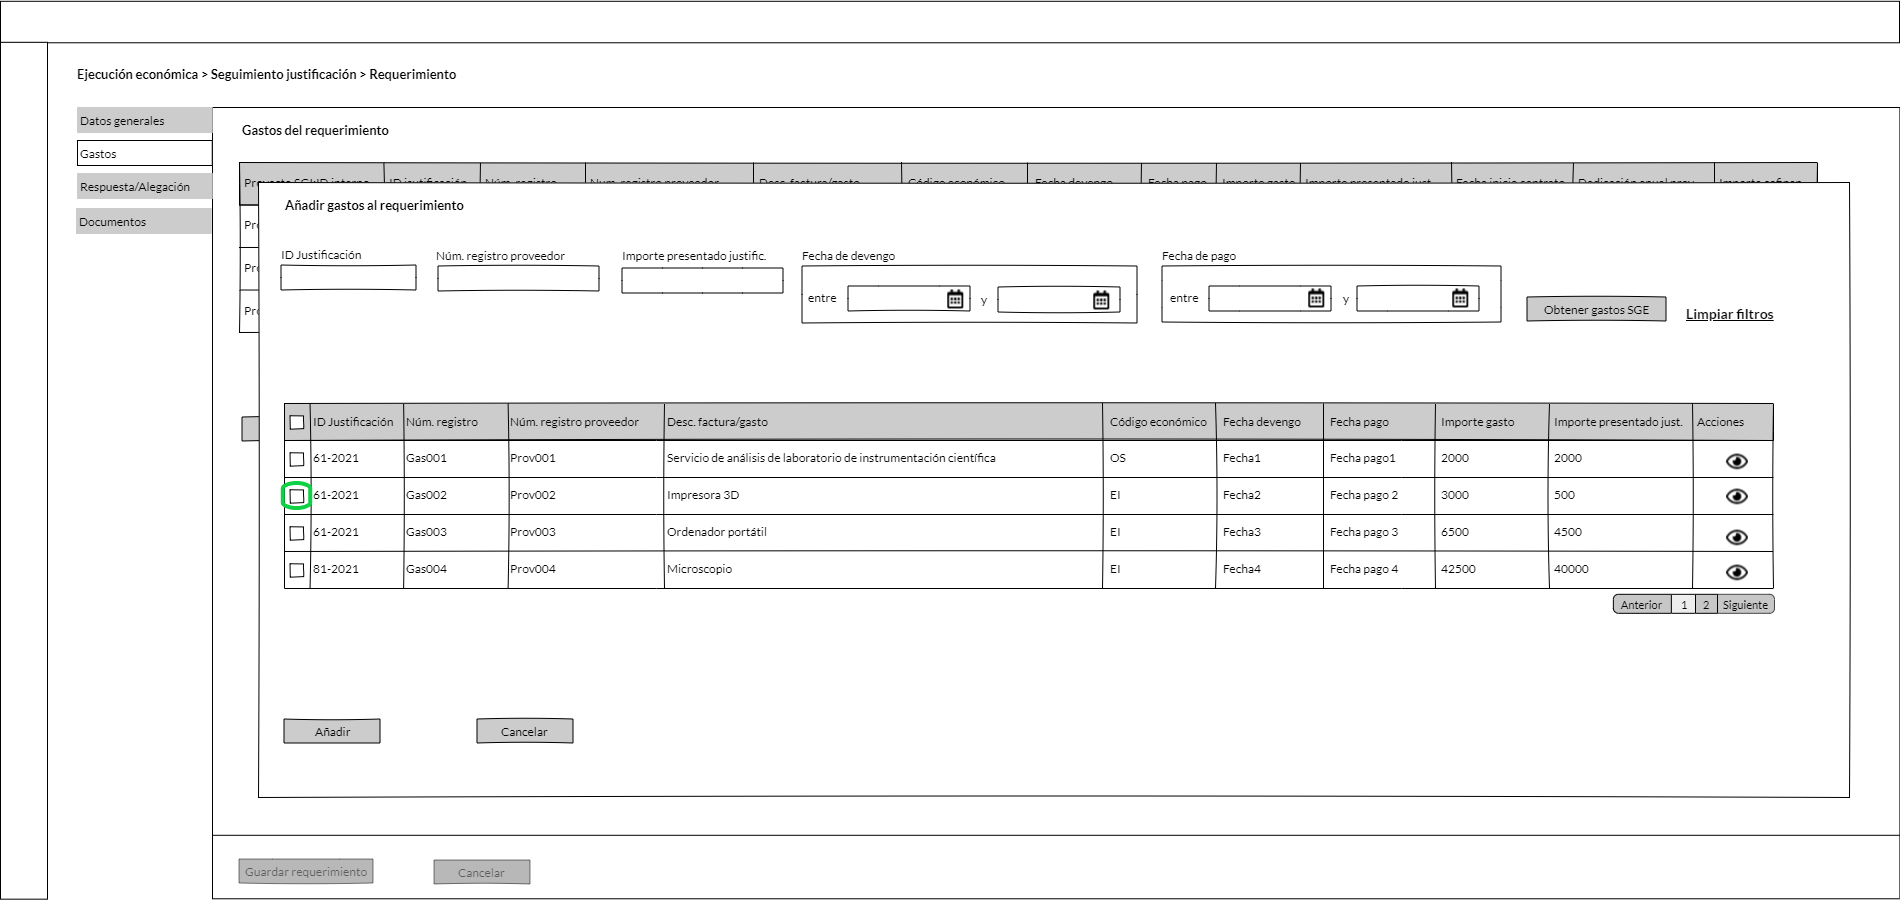 Ejecución económica > Seguimiento justificación > Requerimiento
Datos generales
Gastos
Respuesta/Alegación
Documentos
Gastos del requerimiento
Añadir gastos al requerimiento
ID Justificación
Núm. registro proveedor
Importe presentado justific.
Fecha de devengo
Fecha de pago
entre y
entre y
Obtener gastos SGE
Limpiar filtros
ID Justificación Núm. registro Núm. registro proveedor Desc. factura/gasto Código económico Fecha devengo Fecha pago Importe gasto Importe presentado just. Acciones
61-2021 Gas001 Prov001 Servicio de análisis de laboratorio de instrumentación científica OS Fecha1 Fecha pago1 2000 2000
61-2021 Gas002 Prov002 Impresora 3D EI Fecha2 Fecha pago 2 3000 500
61-2021 Gas003 Prov003 Ordenador portátil EI Fecha3 Fecha pago 3 6500 4500
81-2021 Gas004 Prov004 Microscopio EI Fecha4 Fecha pago 4 42500 40000
Anterior 1 2 Siguiente
Añadir
Cancelar
Guardar requerimiento
Cancelar